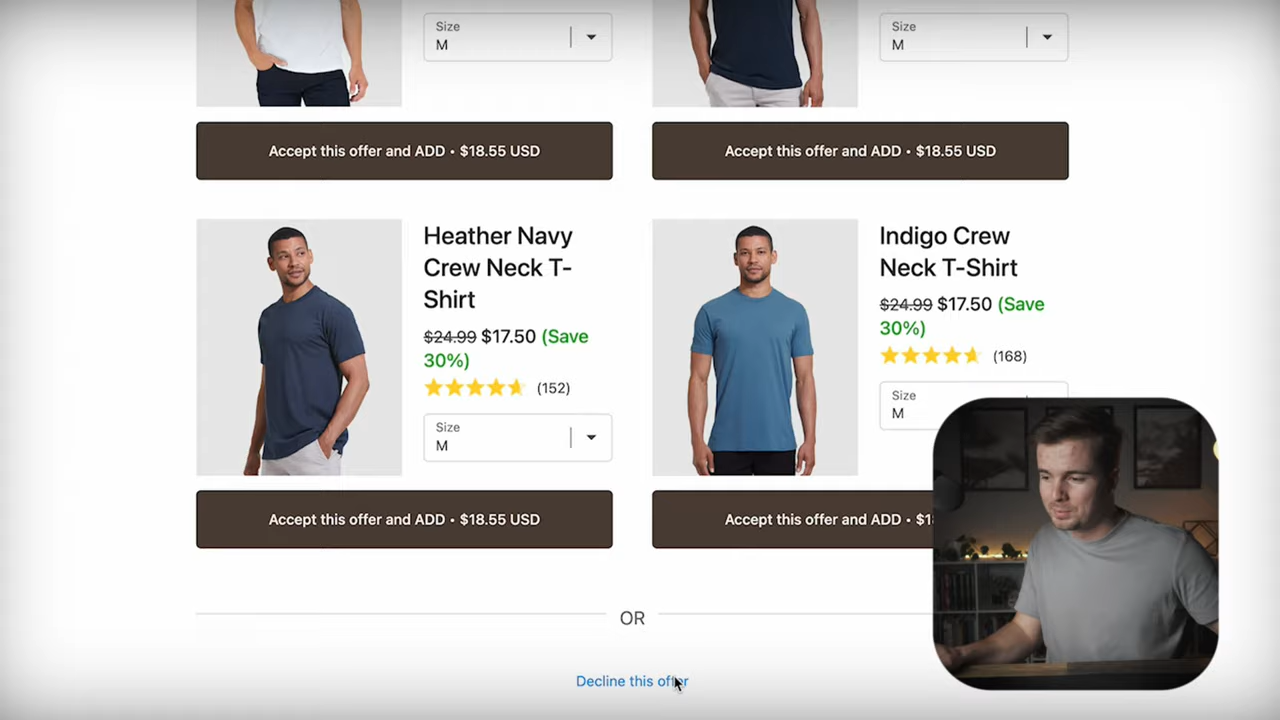 Size
M
Size
M
Accept this offer and ADD • $18.55 USD
Accept this offer and ADD • $18.55 USD
Heather Navy
Crew Neck T-
Shirt
$24.99 $17.50 (Save
30%)
(152)
Size
M
Accept this offer and ADD • $18.55 USD
Indigo Crew
Neck T-Shirt
$24.99 $17.50 (Save
30%)
(168)
Size
M
Accept this offer and ADD • $1
OR
Decline this offer